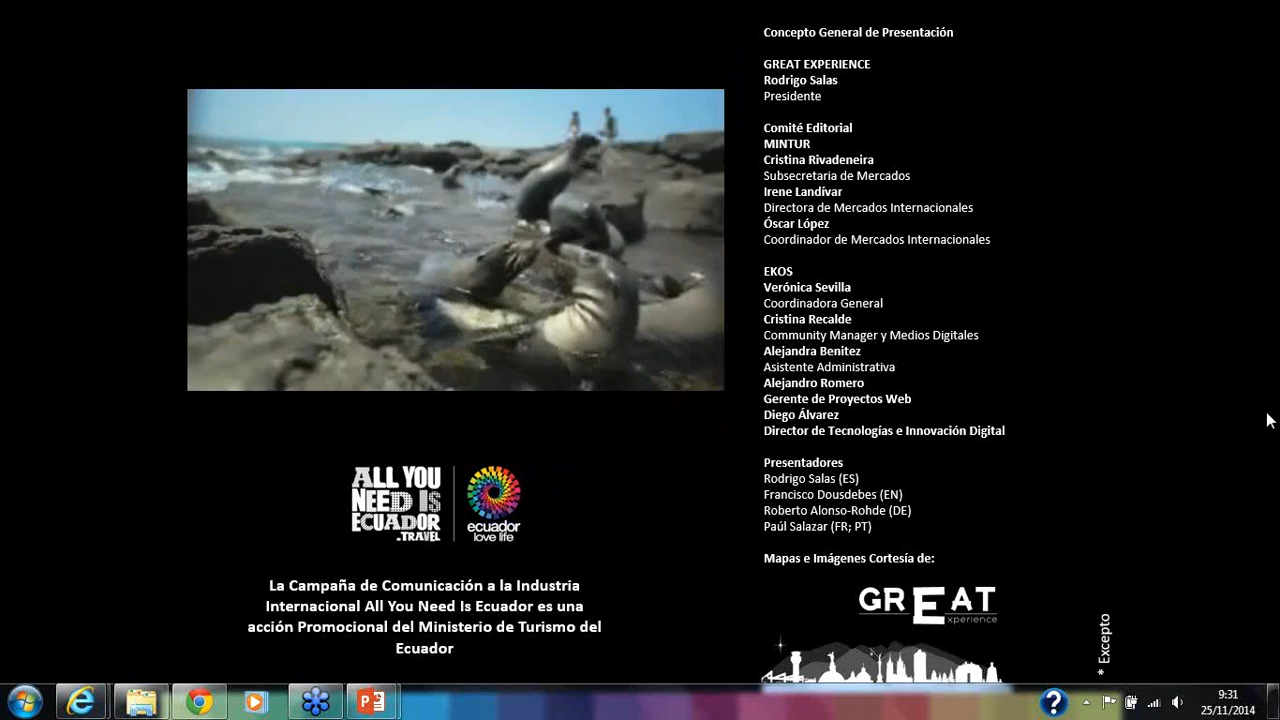 Concepto General de Presentación
GREAT EXPERIENCE
Rodrigo Salas
Presidente
Comité Editorial
MINTUR
Cristina Rivadeneira
Subsecretaria de Mercados
Irene Landívar
Directora de Mercados Internacionales
Óscar López
Coordinador de Mercados Internacionales
EKOS
Verónica Sevilla
Coordinadora General
Cristina Recalde
Community Manager y Medios Digitales
Alejandra Benitez
Asistente Administrativa
Alejandro Romero
Gerente de Proyectos Web
Diego Álvarez
Director de Tecnologías e Innovación Digital
Presentadores
Rodrigo Salas (ES)
Francisco Dousdebes (EN)
Roberto Alonso-Rohde (DE)
Paúl Salazar (FR; PT)
Mapas e Imágenes Cortesía de:
GREAT
xperience
* Excepto
ALL YOU
NEED IS
ECUADOR
.TRAVEL
ecuador
love life
La Campaña de Comunicación a la Industria
Internacional All You Need Is Ecuador es una
acción Promocional del Ministerio de Turismo del
Ecuador
9:31
25/11/2014